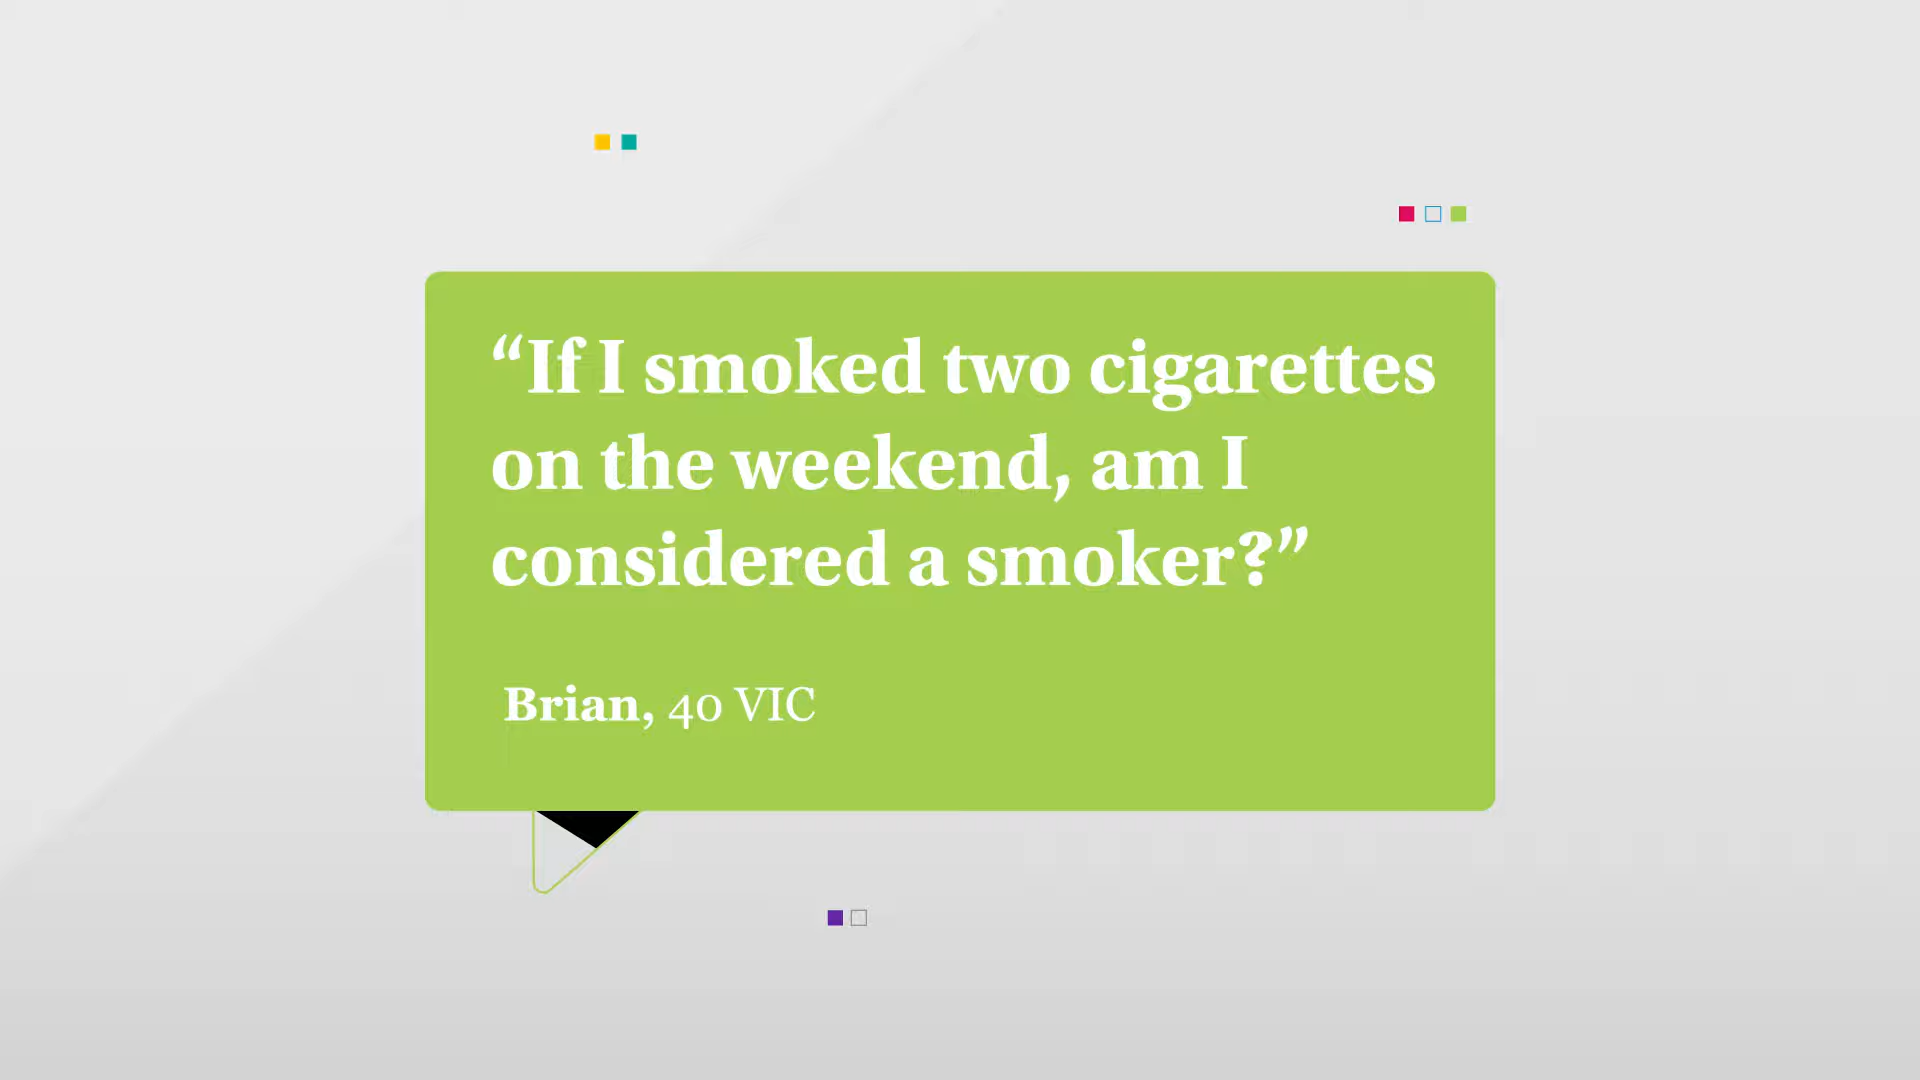 “If I smoked two cigarettes
on the weekend, am I
considered a smoker?”
Brian, 40 VIC